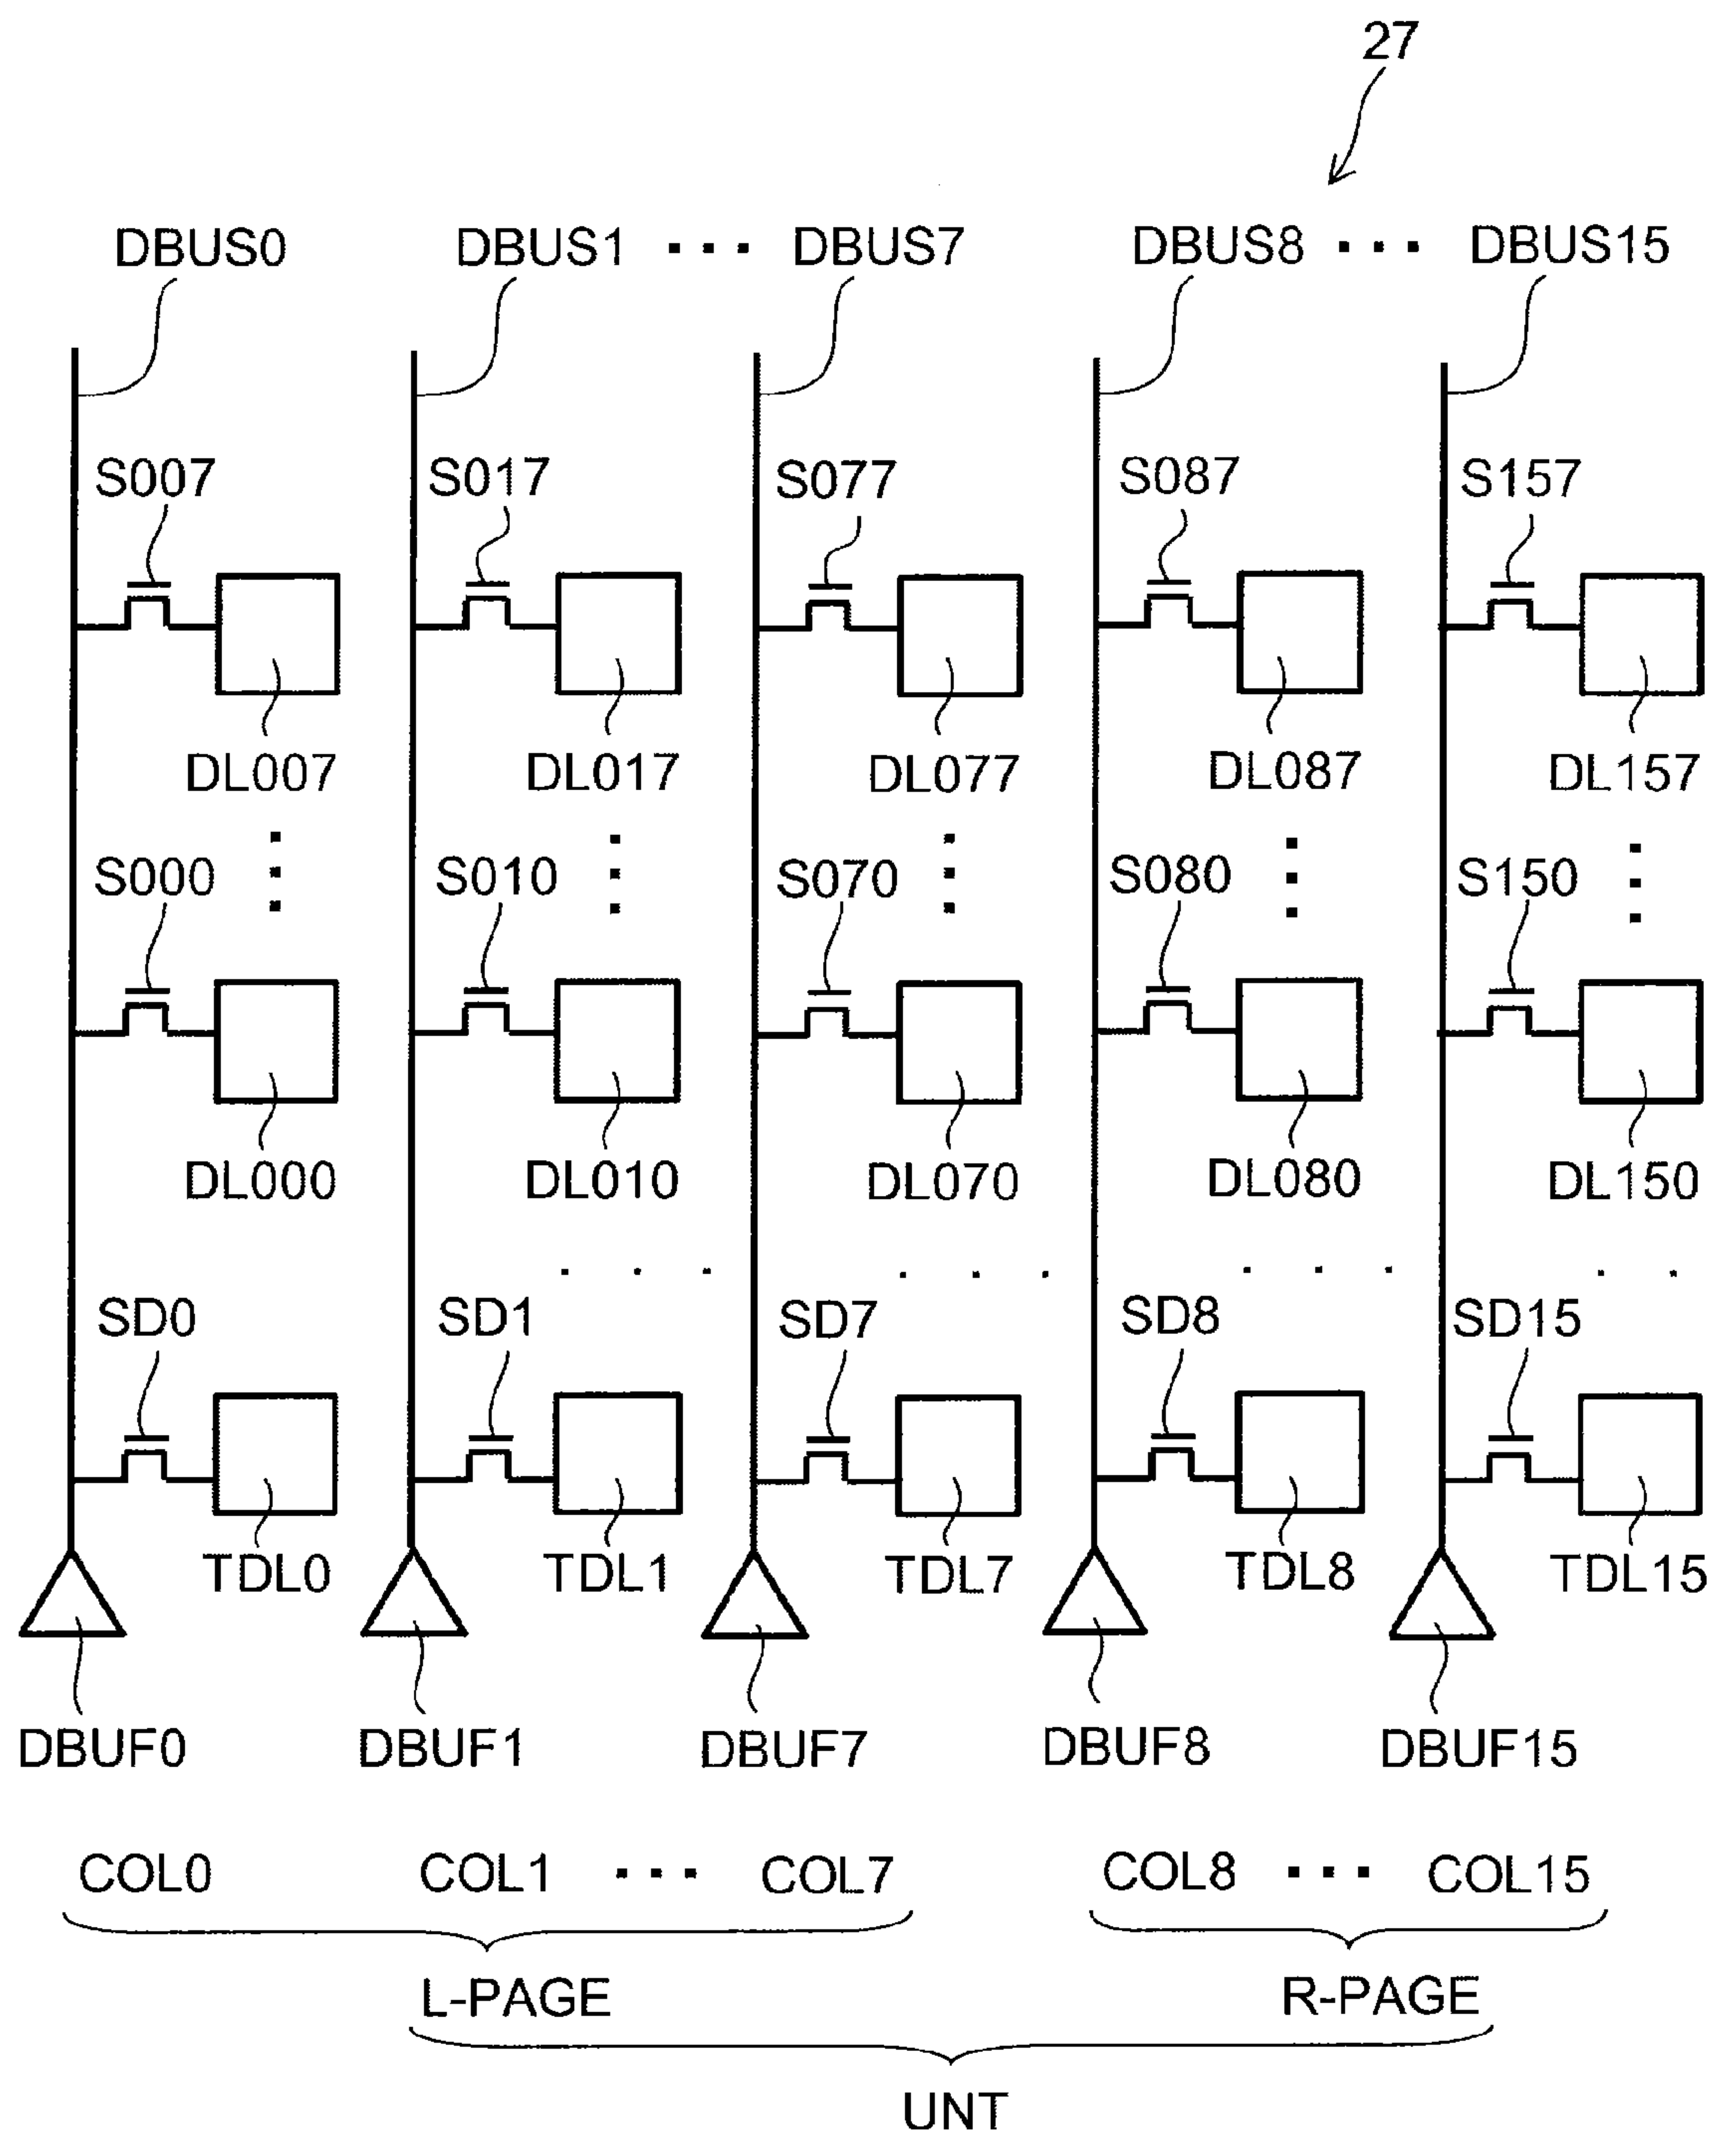 27
DBUS0 DBUS1 ··· DBUS7 DBUS8 ··· DBUS15
S007 S017 S077 S087 S157
DL007 DL017 DL077 DL087 DL157
S000 S010 S070 S080 S150
DL000 DL010 DL070 DL080 DL150
SD0 SD1 SD7 SD8 SD15
TDL0 TDL1 TDL7 TDL8 TDL15
DBUF0 DBUF1 DBUF7 DBUF8 DBUF15
COL0 COL1 ··· COL7 COL8 ··· COL15
L-PAGE R-PAGE
UNT